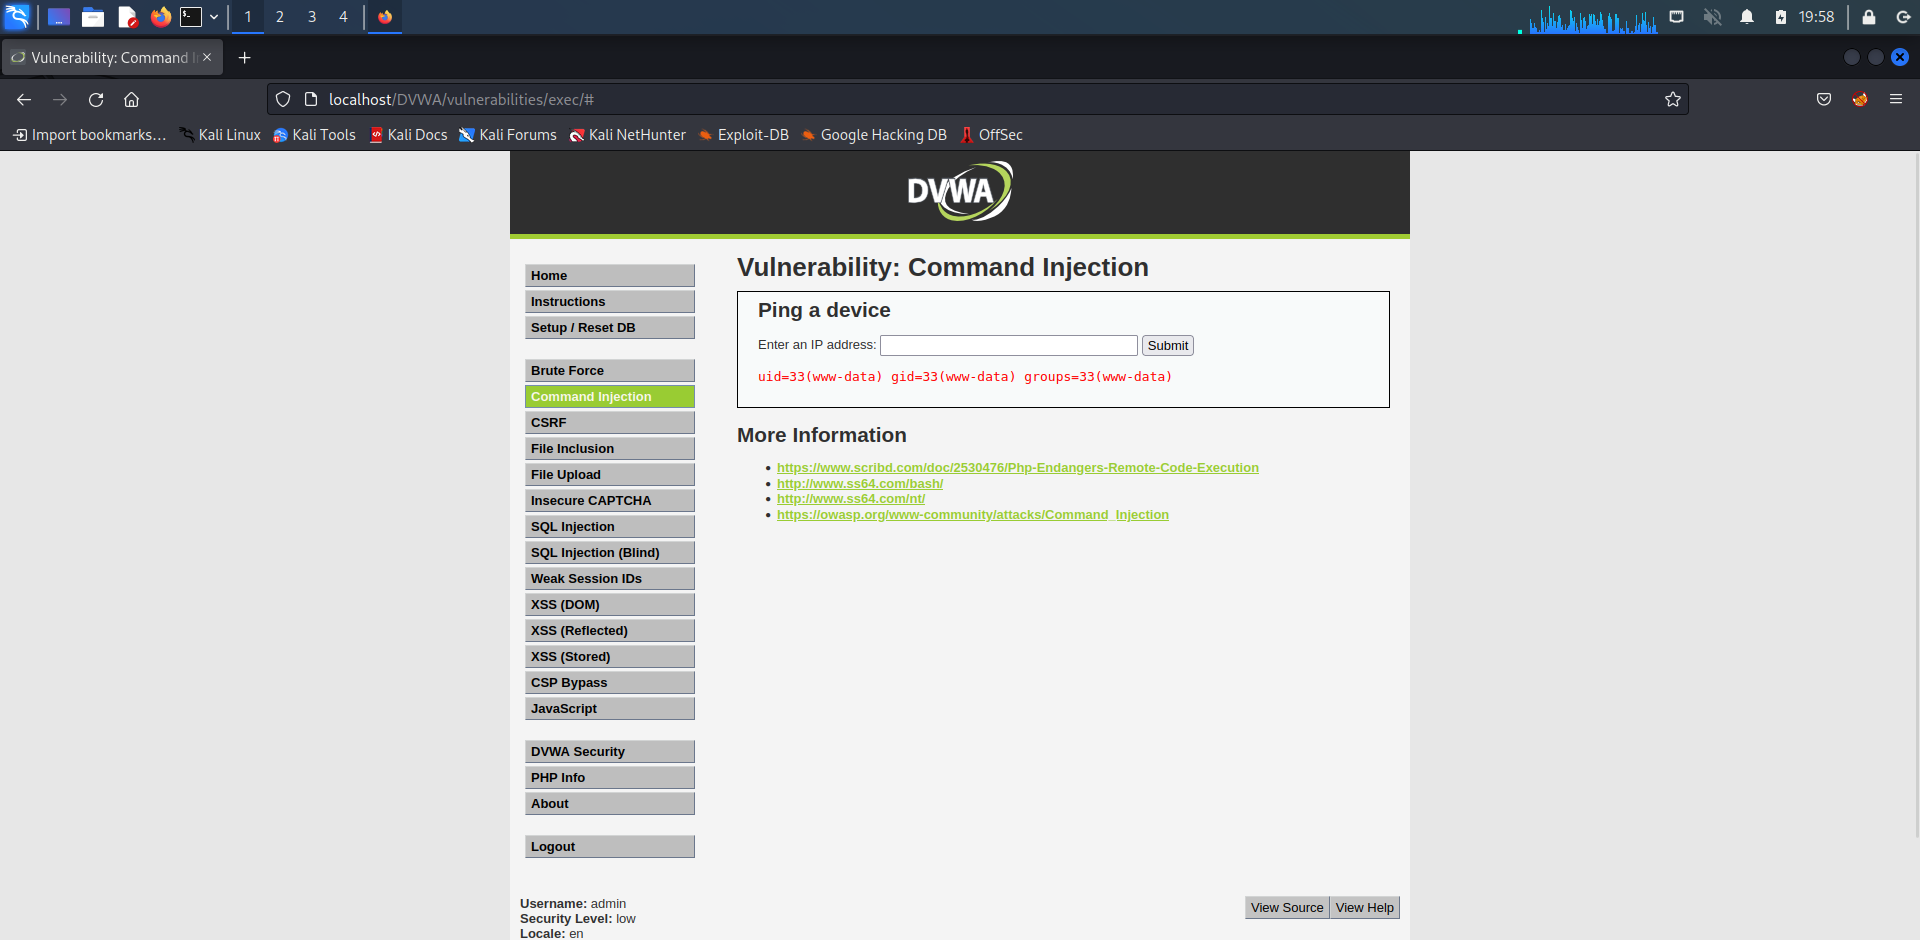 1 2 3 4 19:58
Vulnerability: Command I
localhost/DVWA/vulnerabilities/exec/#
Import bookmarks… Kali Linux Kali Tools Kali Docs Kali Forums Kali NetHunter Exploit-DB Google Hacking DB OffSec
DVWA
Home
Instructions
Setup / Reset DB
Brute Force
Command Injection
CSRF
File Inclusion
File Upload
Insecure CAPTCHA
SQL Injection
SQL Injection (Blind)
Weak Session IDs
XSS (DOM)
XSS (Reflected)
XSS (Stored)
CSP Bypass
JavaScript
DVWA Security
PHP Info
About
Logout
Vulnerability: Command Injection
Ping a device
Enter an IP address: Submit
uid=33(www-data) gid=33(www-data) groups=33(www-data)
More Information
https://www.scribd.com/doc/2530476/Php-Endangers-Remote-Code-Execution
http://www.ss64.com/bash/
http://www.ss64.com/nt/
https://owasp.org/www-community/attacks/Command_Injection
Username: admin
Security Level: low
Locale: en
View Source View Help